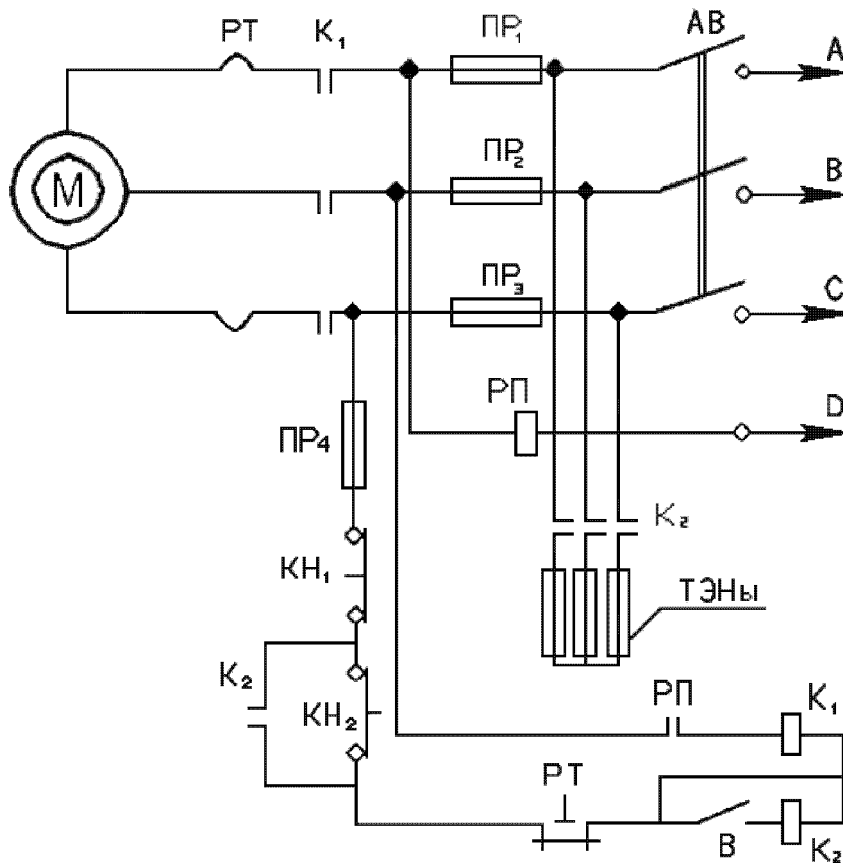 РТ К₁ ПР₁ АВ А
ПР₂ В
М
ПР₃ С
РП D
ПР₄
К₂
КН₁
ТЭНы
К₂
КН₂ РП К₁
РТ
В К₂